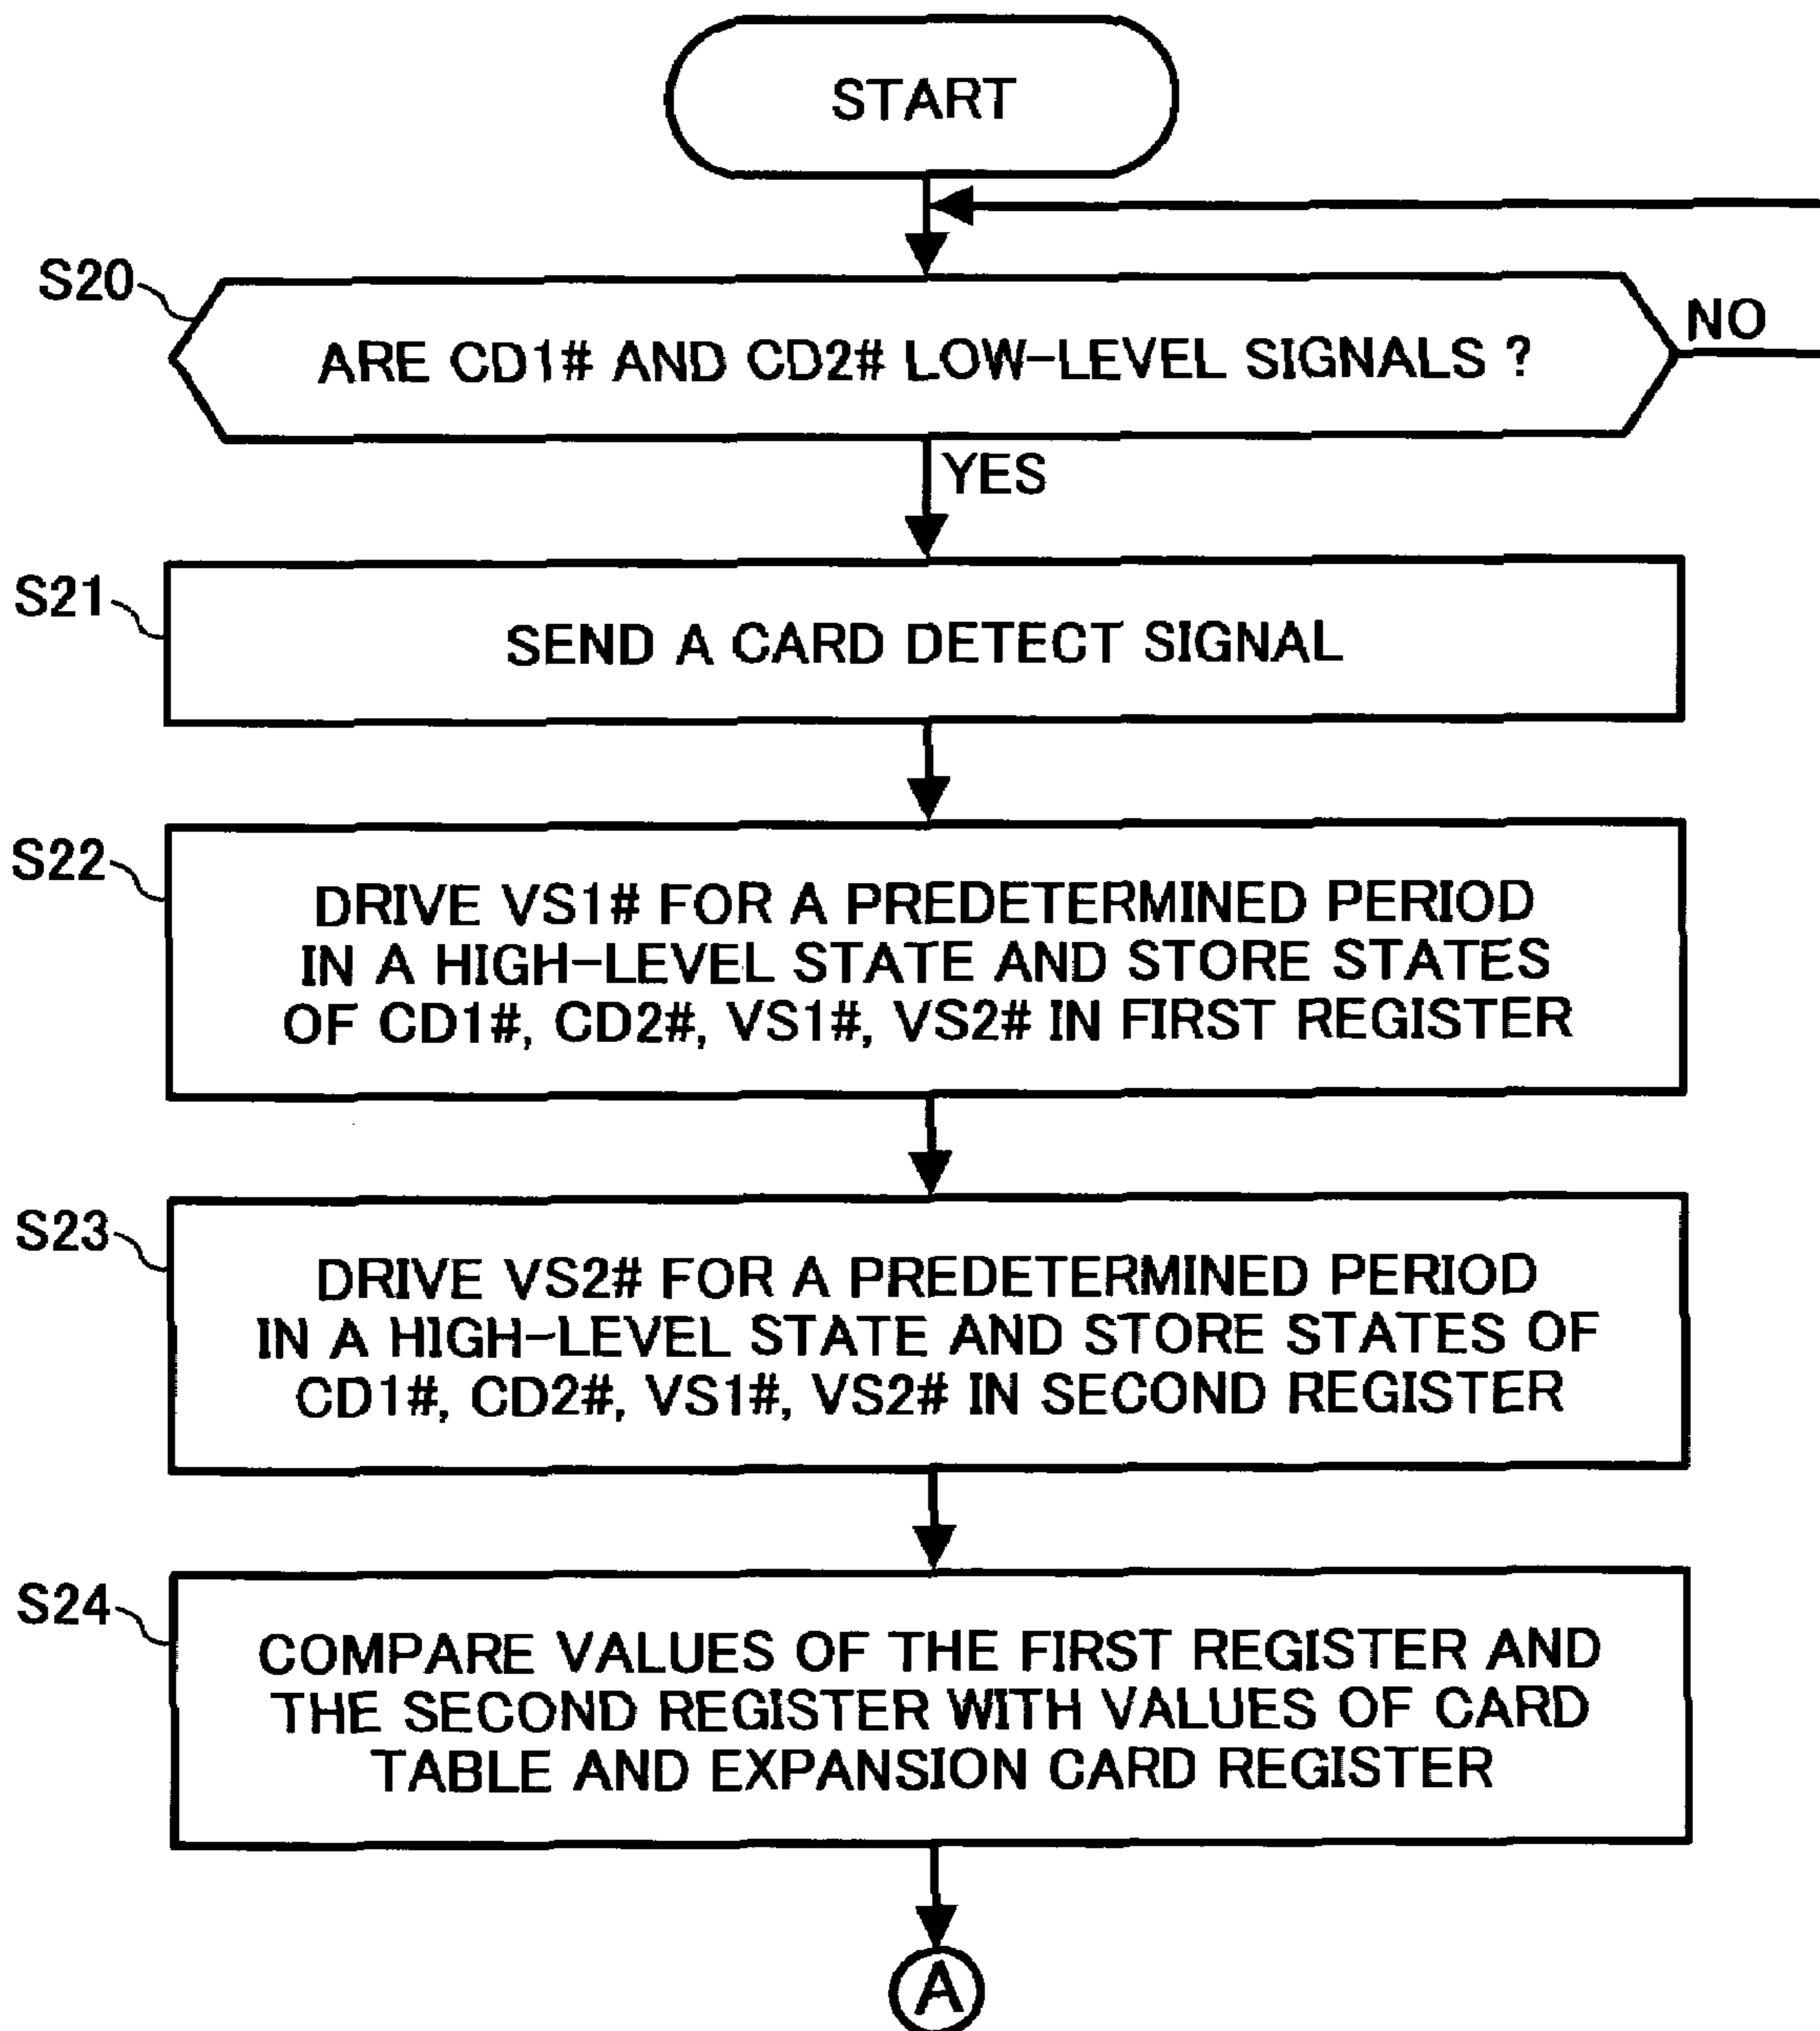 START
S20
ARE CD1# AND CD2# LOW-LEVEL SIGNALS ?
NO
YES
S21
SEND A CARD DETECT SIGNAL
S22
DRIVE VS1# FOR A PREDETERMINED PERIOD
IN A HIGH-LEVEL STATE AND STORE STATES
OF CD1#, CD2#, VS1#, VS2# IN FIRST REGISTER
S23
DRIVE VS2# FOR A PREDETERMINED PERIOD
IN A HIGH-LEVEL STATE AND STORE STATES OF
CD1#, CD2#, VS1#, VS2# IN SECOND REGISTER
S24
COMPARE VALUES OF THE FIRST REGISTER AND
THE SECOND REGISTER WITH VALUES OF CARD
TABLE AND EXPANSION CARD REGISTER
A